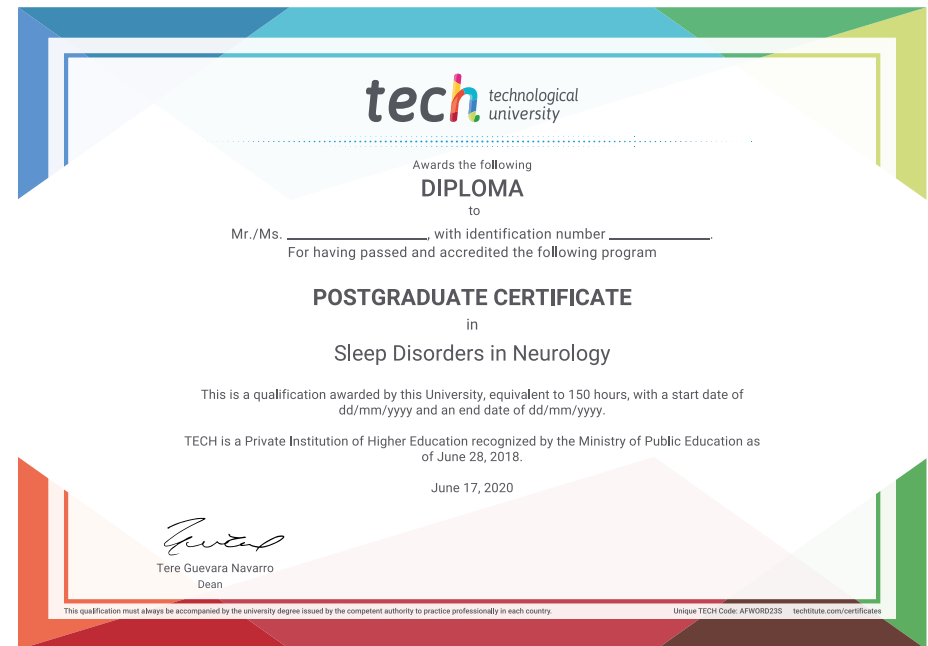 tech technological
university
Awards the following
DIPLOMA
to
Mr./Ms. ____________________, with identification number ______________.
For having passed and accredited the following program
POSTGRADUATE CERTIFICATE
in
Sleep Disorders in Neurology
This is a qualification awarded by this University, equivalent to 150 hours, with a start date of
dd/mm/yyyy and an end date of dd/mm/yyyy.
TECH is a Private Institution of Higher Education recognized by the Ministry of Public Education as
of June 28, 2018.
June 17, 2020
Tere Guevara Navarro
Dean
This qualification must always be accompanied by the university degree issued by the competent authority to practice professionally in each country.
Unique TECH Code: AFWORD23S techtitute.com/certificates